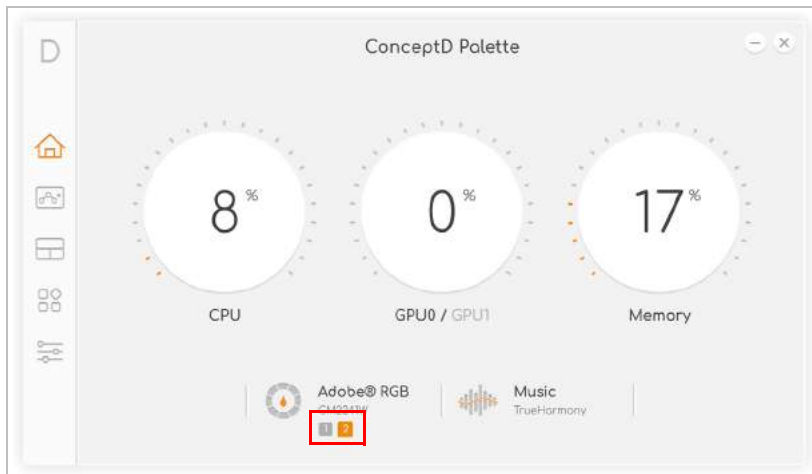 D
ConceptD Palette
8 %
0 %
17 %
CPU
GPU0 / GPU1
Memory
Adobe® RGB
Music
TrueHarmony
1 2